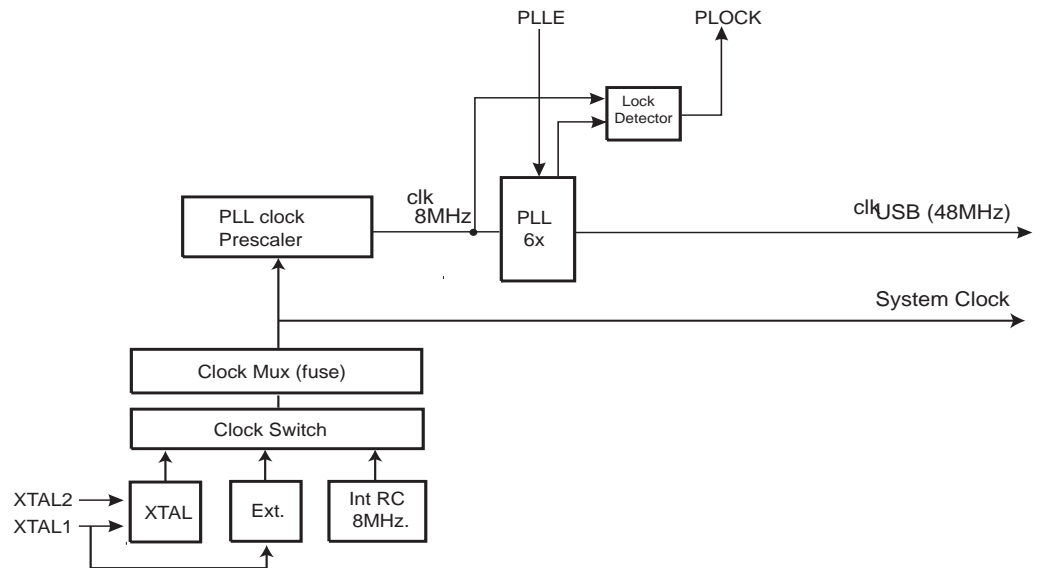 PLLE
PLOCK
Lock
Detector
clk
8MHz
PLL clock
Prescaler
PLL
6x
clkUSB (48MHz)
System Clock
Clock Mux (fuse)
Clock Switch
XTAL2
XTAL1
XTAL
Ext.
Int RC
8MHz.